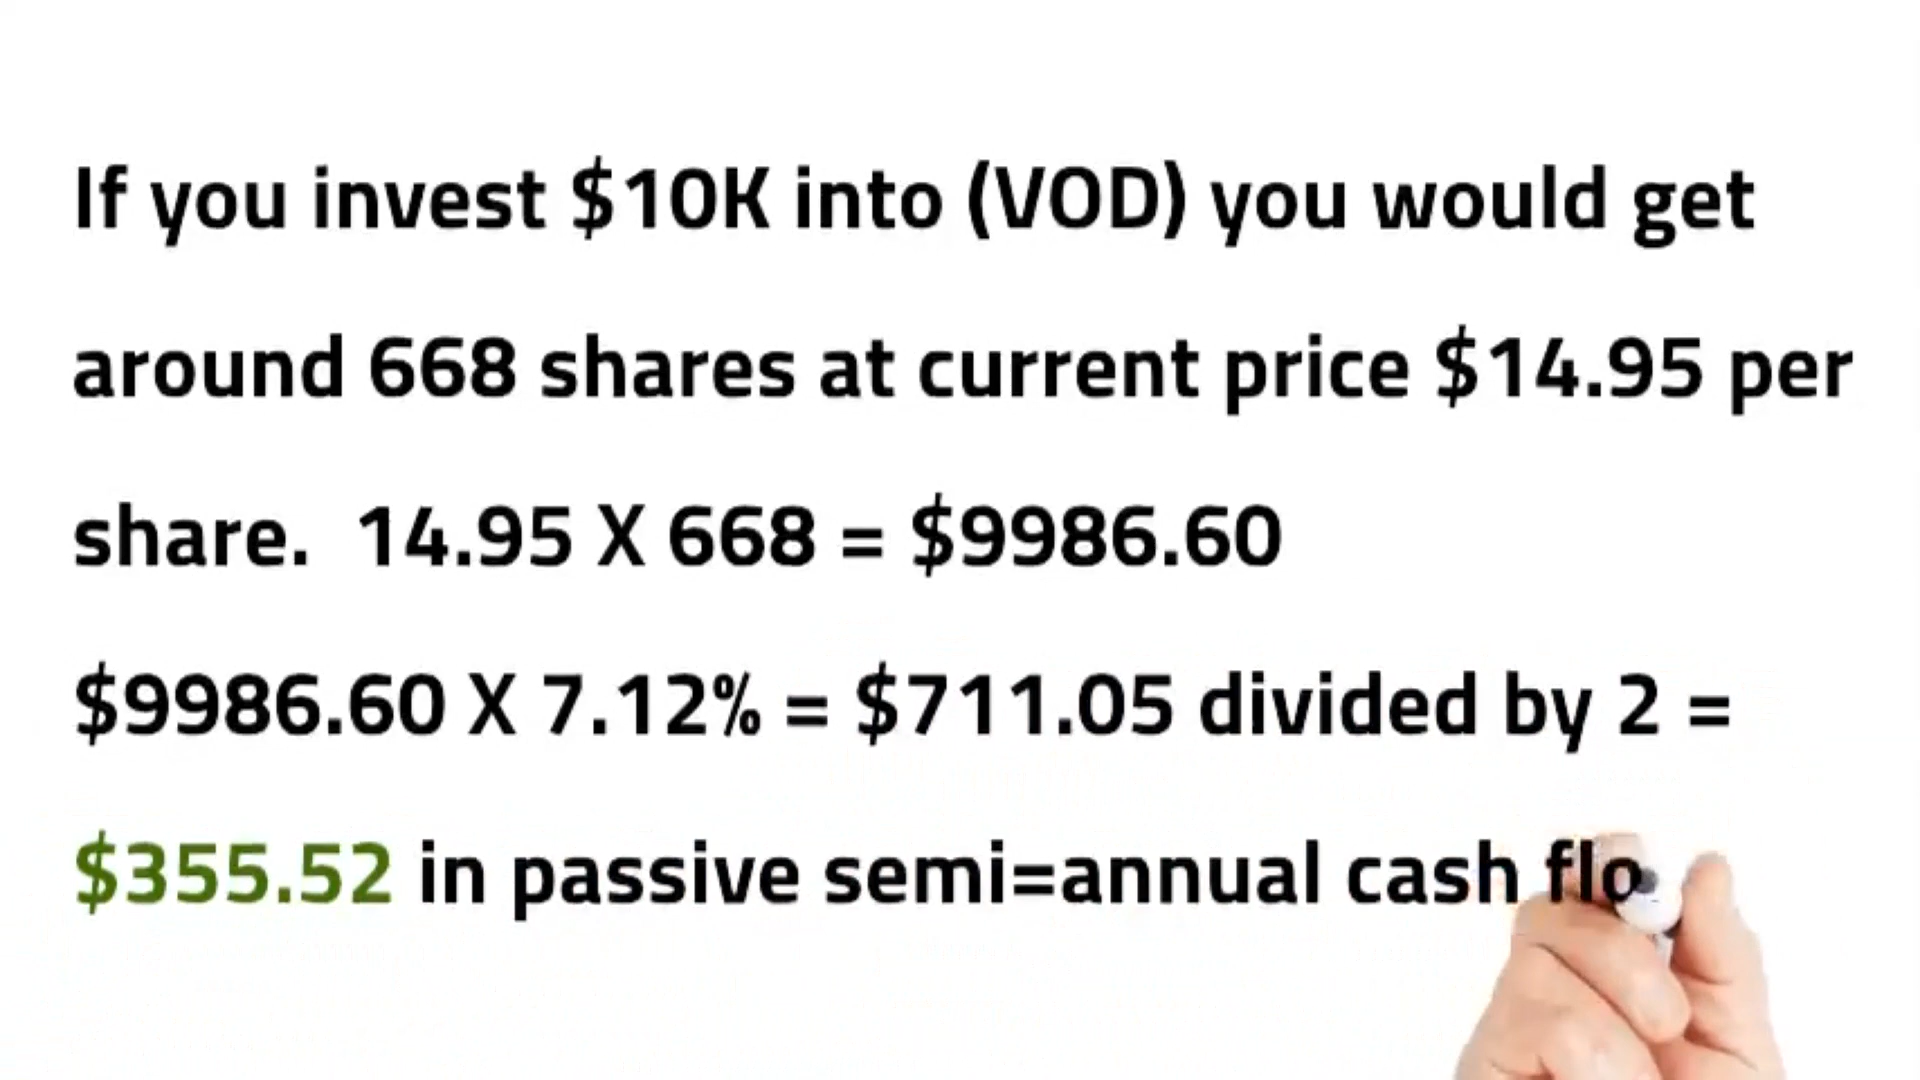 If you invest $10K into (VOD) you would get
around 668 shares at current price $14.95 per
share.  14.95 X 668 = $9986.60
$9986.60 X 7.12% = $711.05 divided by 2 =
$355.52 in passive semi=annual cash flo